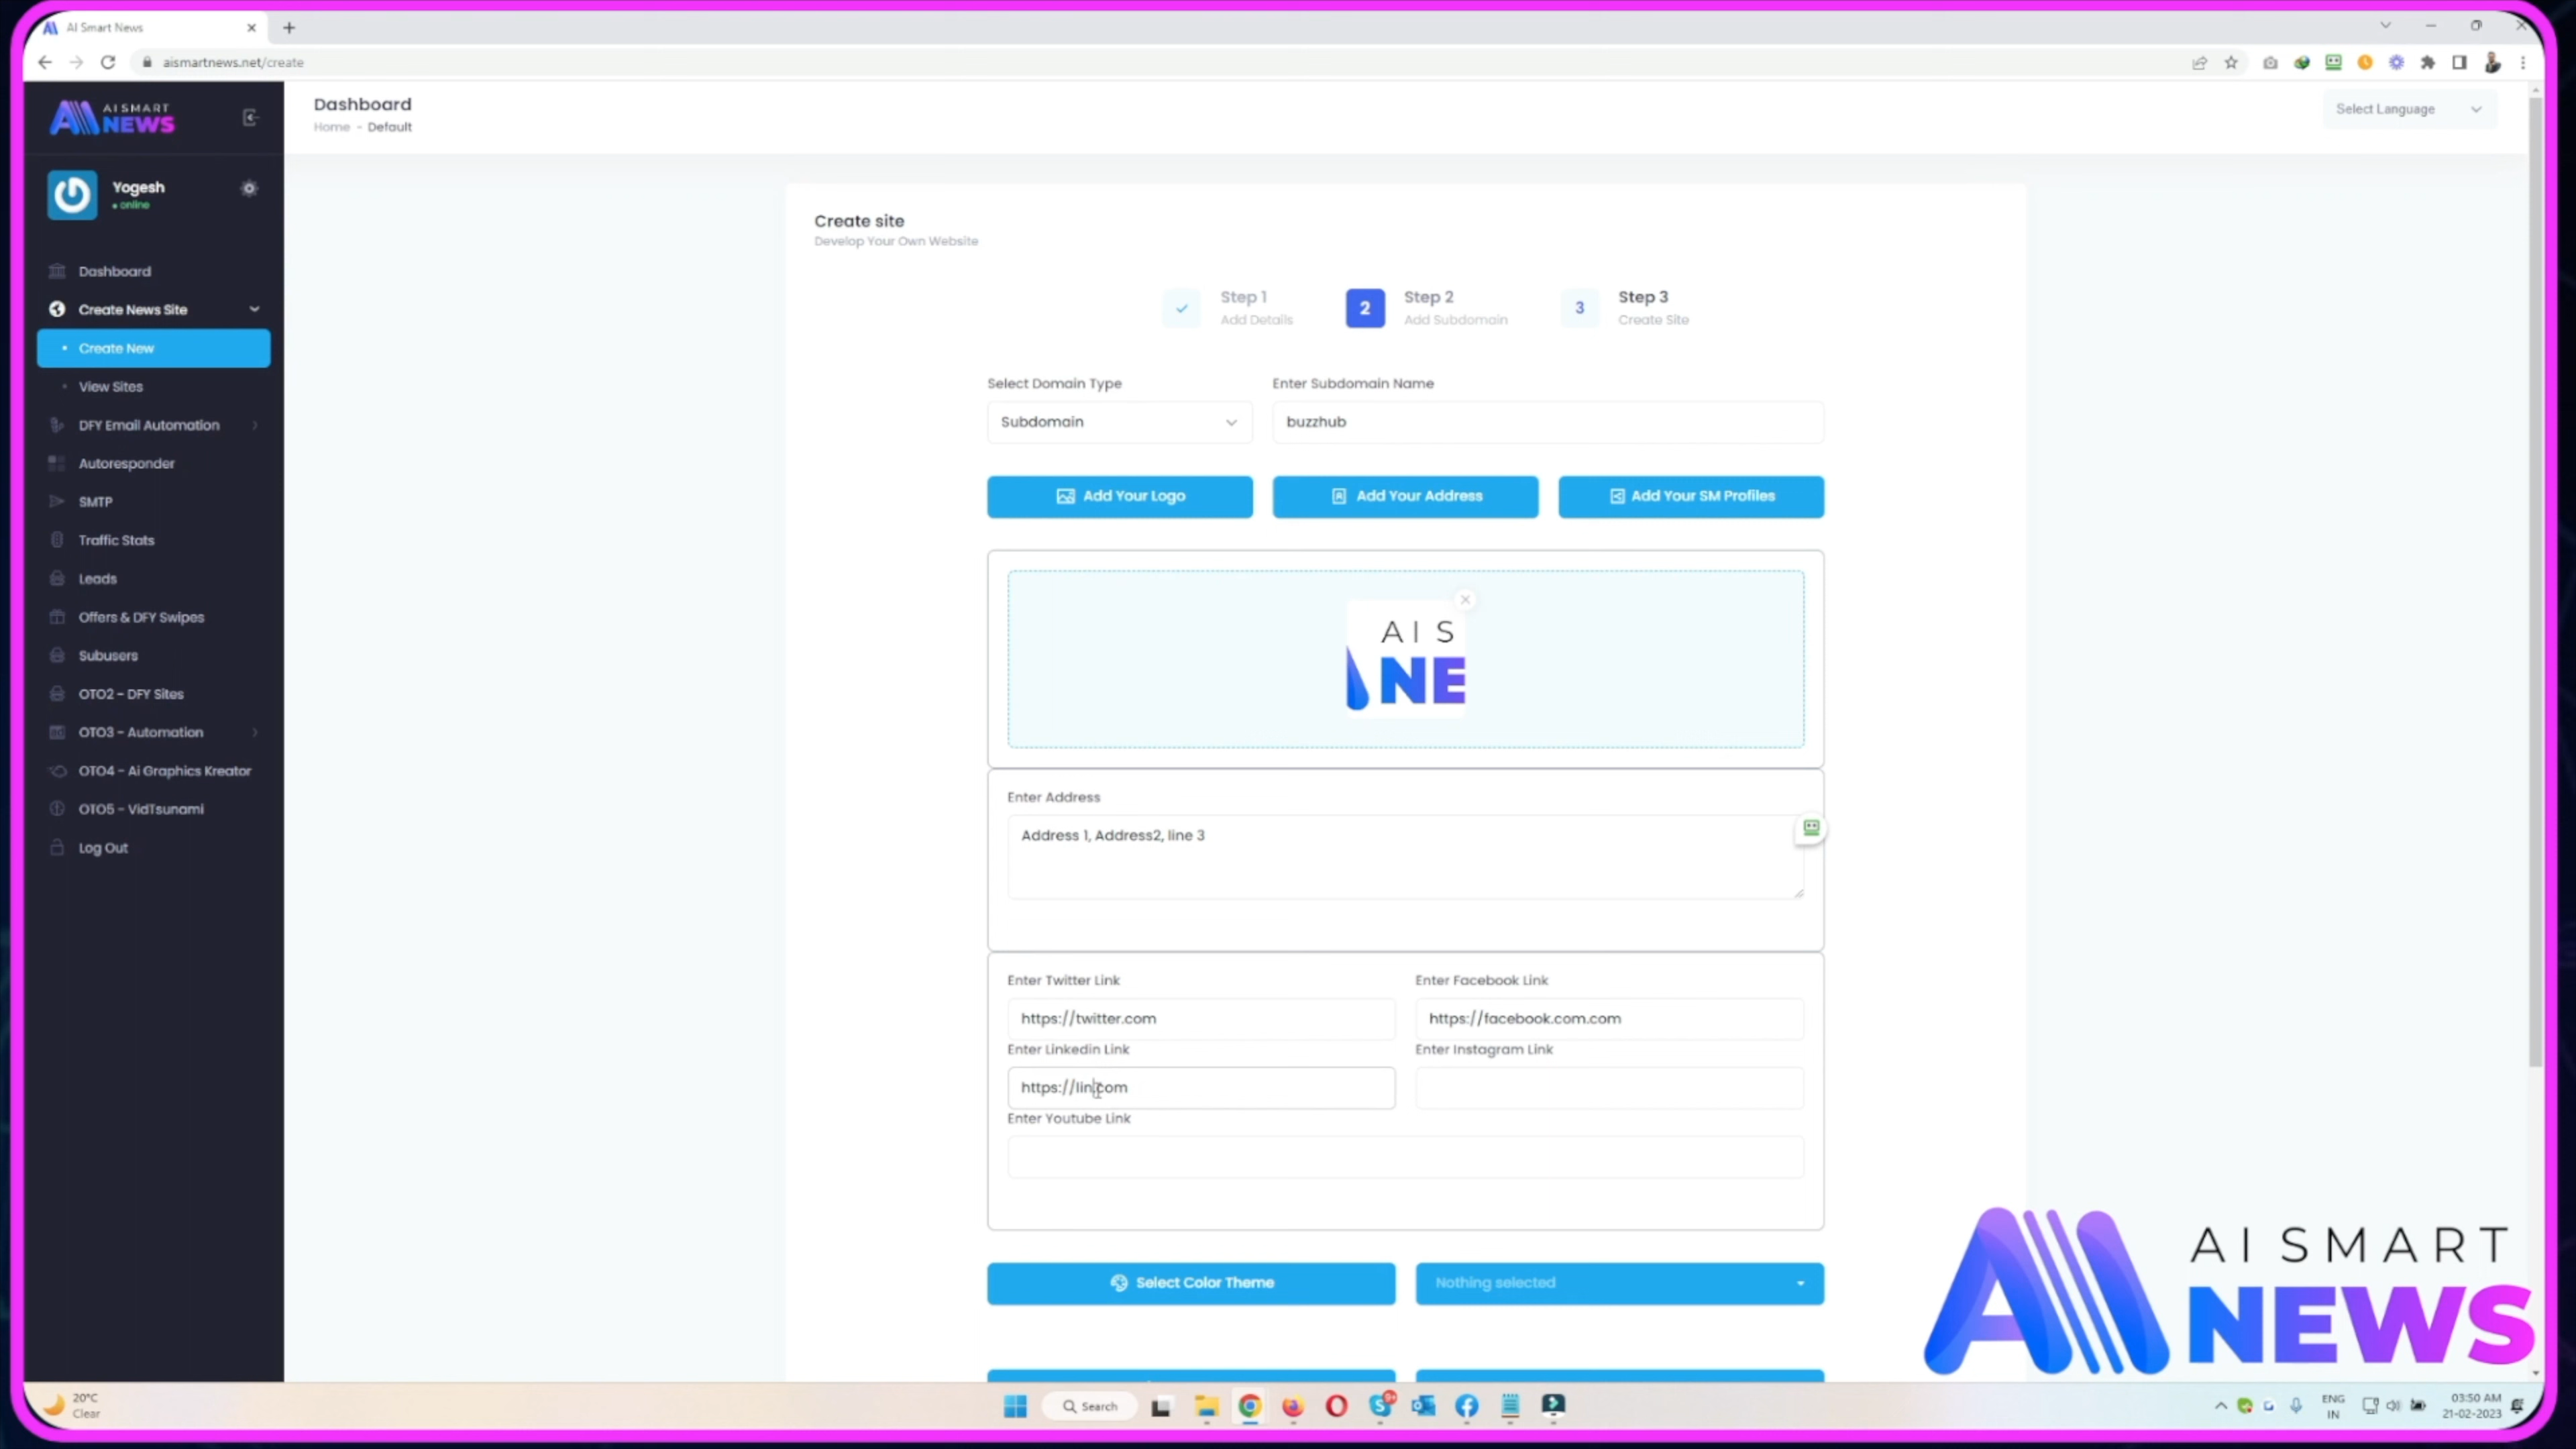 AI Smart News
aismartnews.net/create
AI SMART
NEWS
Dashboard
Home - Default
Select Language
Yogesh
online
Dashboard
Create News Site
Create New
View Sites
DFY Email Automation
Autoresponder
SMTP
Traffic Stats
Leads
Offers & DFY Swipes
Subusers
OTO2 - DFY Sites
OTO3 - Automation
OTO4 - Ai Graphics Kreator
OTO5 - VidTsunami
Log Out
Create site
Develop Your Own Website
Step 1
Add Details
2
Step 2
Add Subdomain
3
Step 3
Create Site
Select Domain Type
Enter Subdomain Name
Subdomain
buzzhub
Add Your Logo
Add Your Address
Add Your SM Profiles
AI S
NE
Enter Address
Address 1, Address2, line 3
Enter Twitter Link
Enter Facebook Link
https://twitter.com
https://facebook.com.com
Enter Linkedin Link
Enter Instagram Link
https://lin.com
Enter Youtube Link
Select Color Theme
Nothing selected
AI SMART
NEWS
20°C
Clear
Search
9+
ENG
IN
03:50 AM
21-02-2023